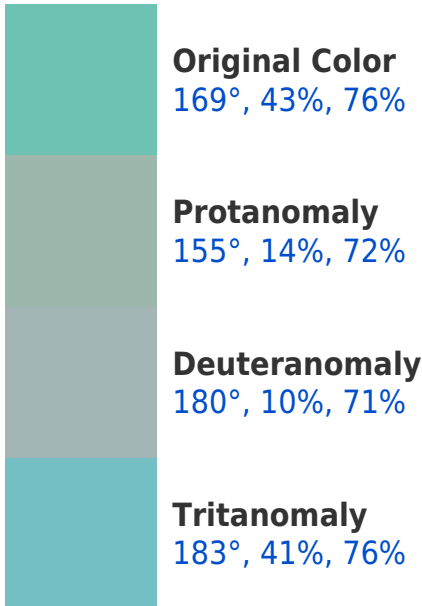 Original Color
169°, 43%, 76%
Protanomaly
155°, 14%, 72%
Deuteranomaly
180°, 10%, 71%
Tritanomaly
183°, 41%, 76%